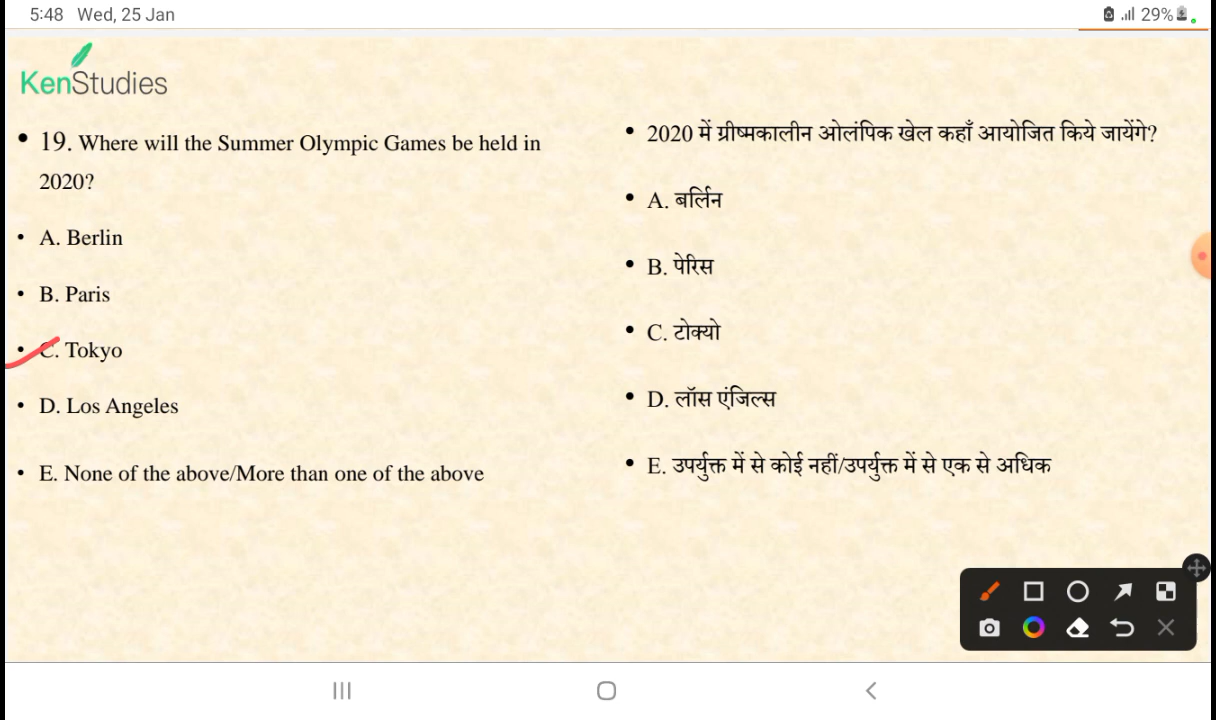 5:48 Wed, 25 Jan
29%
KenStudies
• 19. Where will the Summer Olympic Games be held in
2020?
• A. Berlin
• B. Paris
• C. Tokyo
• D. Los Angeles
• E. None of the above/More than one of the above
• 2020 में ग्रीष्मकालीन ओलंपिक खेल कहाँ आयोजित किये जायेंगे?
• A. बर्लिन
• B. पेरिस
• C. टोक्यो
• D. लॉस एंजिल्स
• E. उपर्युक्त में से कोई नहीं/उपर्युक्त में से एक से अधिक